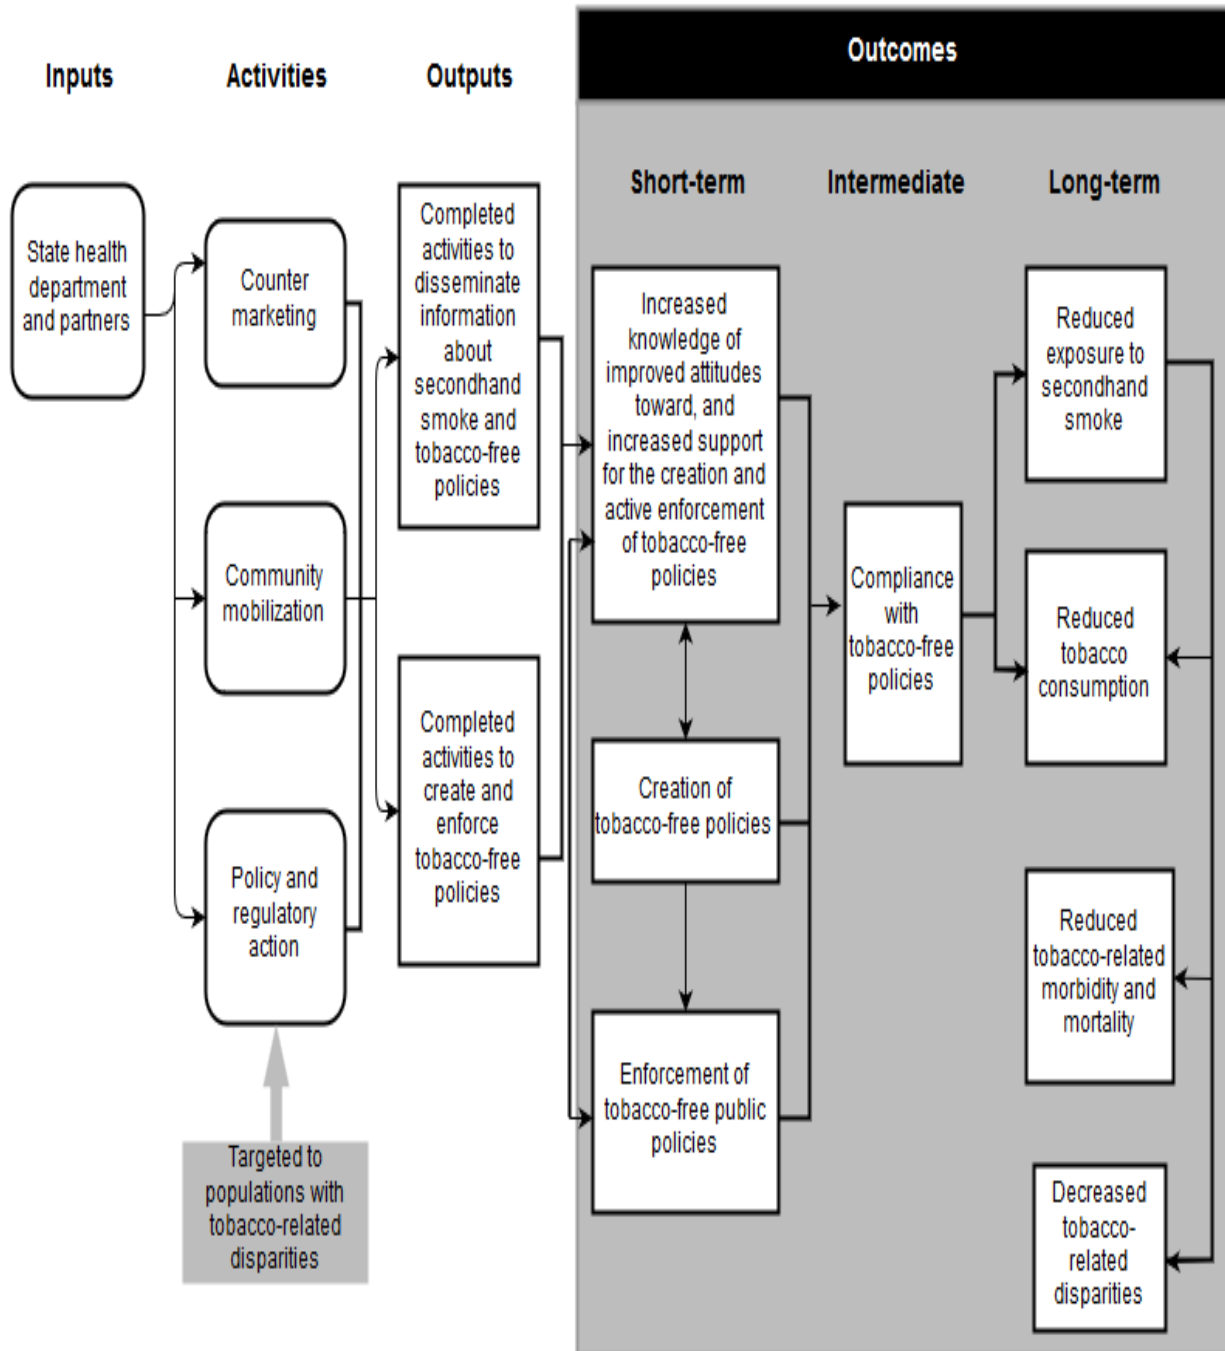 Outcomes
Inputs
Activities
Outputs
Short-term
Intermediate
Long-term
State health
department
and partners
Counter
marketing
Community
mobilization
Policy and
regulatory
action
Targeted to
populations with
tobacco-related
disparities
Completed
activities to
disseminate
information
about
secondhand
smoke and
tobacco-free
policies
Completed
activities to
create and
enforce
tobacco-free
policies
Increased
knowledge of
improved attitudes
toward, and
increased support
for the creation and
active enforcement
of tobacco-free
policies
Creation of
tobacco-free policies
Enforcement of
tobacco-free public
policies
Compliance
with
tobacco-free
policies
Reduced
exposure to
secondhand
smoke
Reduced
tobacco
consumption
Reduced
tobacco-related
morbidity and
mortality
Decreased
tobacco-
related
disparities